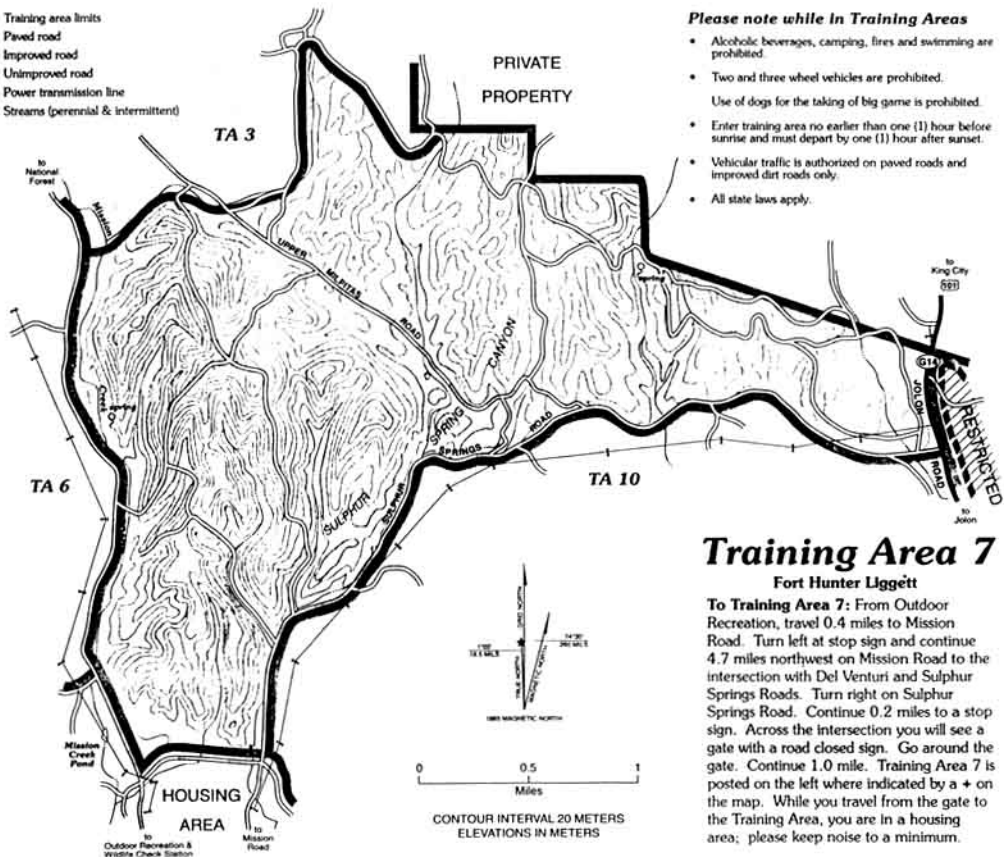 Training area limits
Paved road
Improved road
Unimproved road
Power transmission line
Streams (perennial & intermittent)
Please note while in Training Areas
• Alcoholic beverages, camping, fires and swimming are
prohibited.
• Two and three wheel vehicles are prohibited.
Use of dogs for the taking of big game is prohibited.
• Enter training area no earlier than one (1) hour before
sunrise and must depart by one (1) hour after sunset.
• Vehicular traffic is authorized on paved roads and
improved dirt roads only.
• All state laws apply.
PRIVATE
PROPERTY
TA 3
to
National
Forest
Mission
UPPER MILPITAS ROAD
spring
to
King City
101
G14
JOLON ROAD
RESTRICTED
to
Jolon
CANYON
SPRING
SULPHUR
SULPHUR SPRINGS ROAD
Creek
spring
TA 6
TA 10
Training Area 7
Fort Hunter Liggett
To Training Area 7: From Outdoor
Recreation, travel 0.4 miles to Mission
Road. Turn left at stop sign and continue
4.7 miles northwest on Mission Road to the
intersection with Del Venturi and Sulphur
Springs Roads. Turn right on Sulphur
Springs Road. Continue 0.2 miles to a stop
sign. Across the intersection you will see a
gate with a road closed sign. Go around the
gate. Continue 1.0 mile. Training Area 7 is
posted on the left where indicated by a + on
the map. While you travel from the gate to
the Training Area, you are in a housing
area; please keep noise to a minimum.
GRID NORTH
TRUE NORTH
MAGNETIC NORTH
1985 MAGNETIC NORTH
0 1
Miles
CONTOUR INTERVAL 20 METERS
ELEVATIONS IN METERS
Mission
Creek
Pond
HOUSING
AREA
to
Outdoor Recreation &
Wildlife Check Station
to
Mission
Road